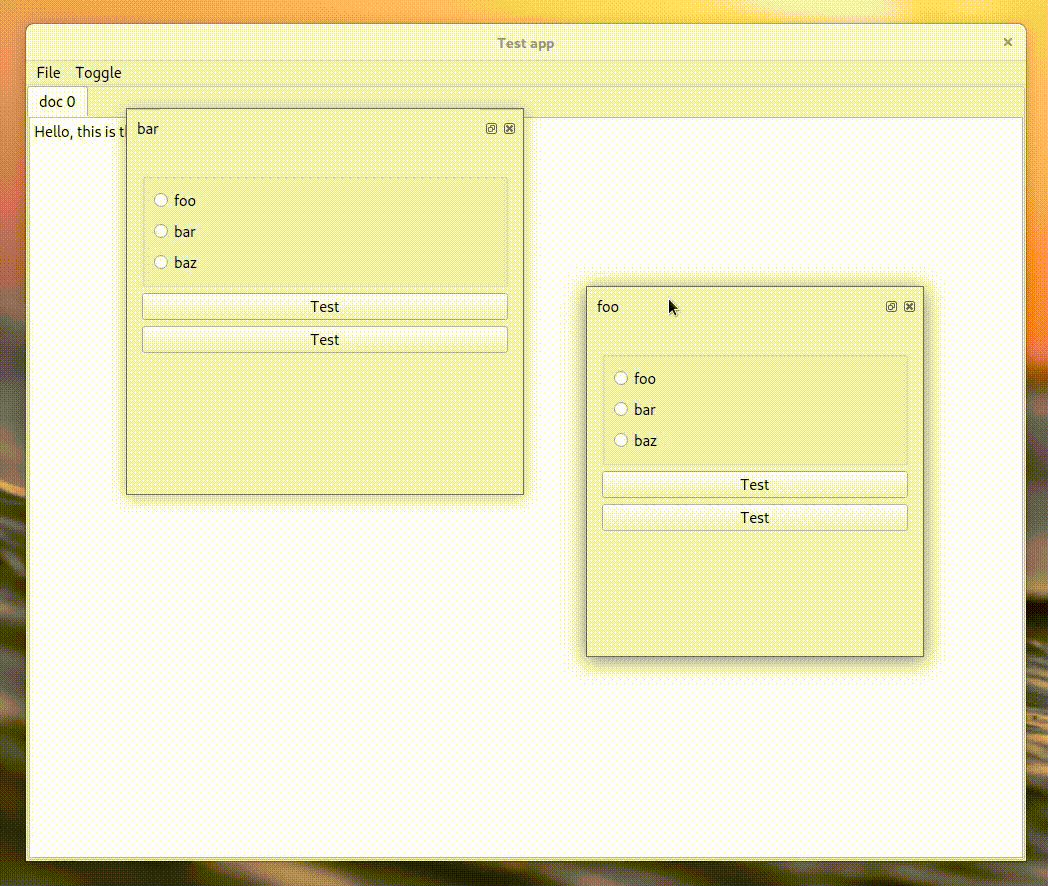 Test app
File Toggle
doc 0
Hello, this is t
bar
foo
bar
baz
Test
Test
foo
foo
bar
baz
Test
Test